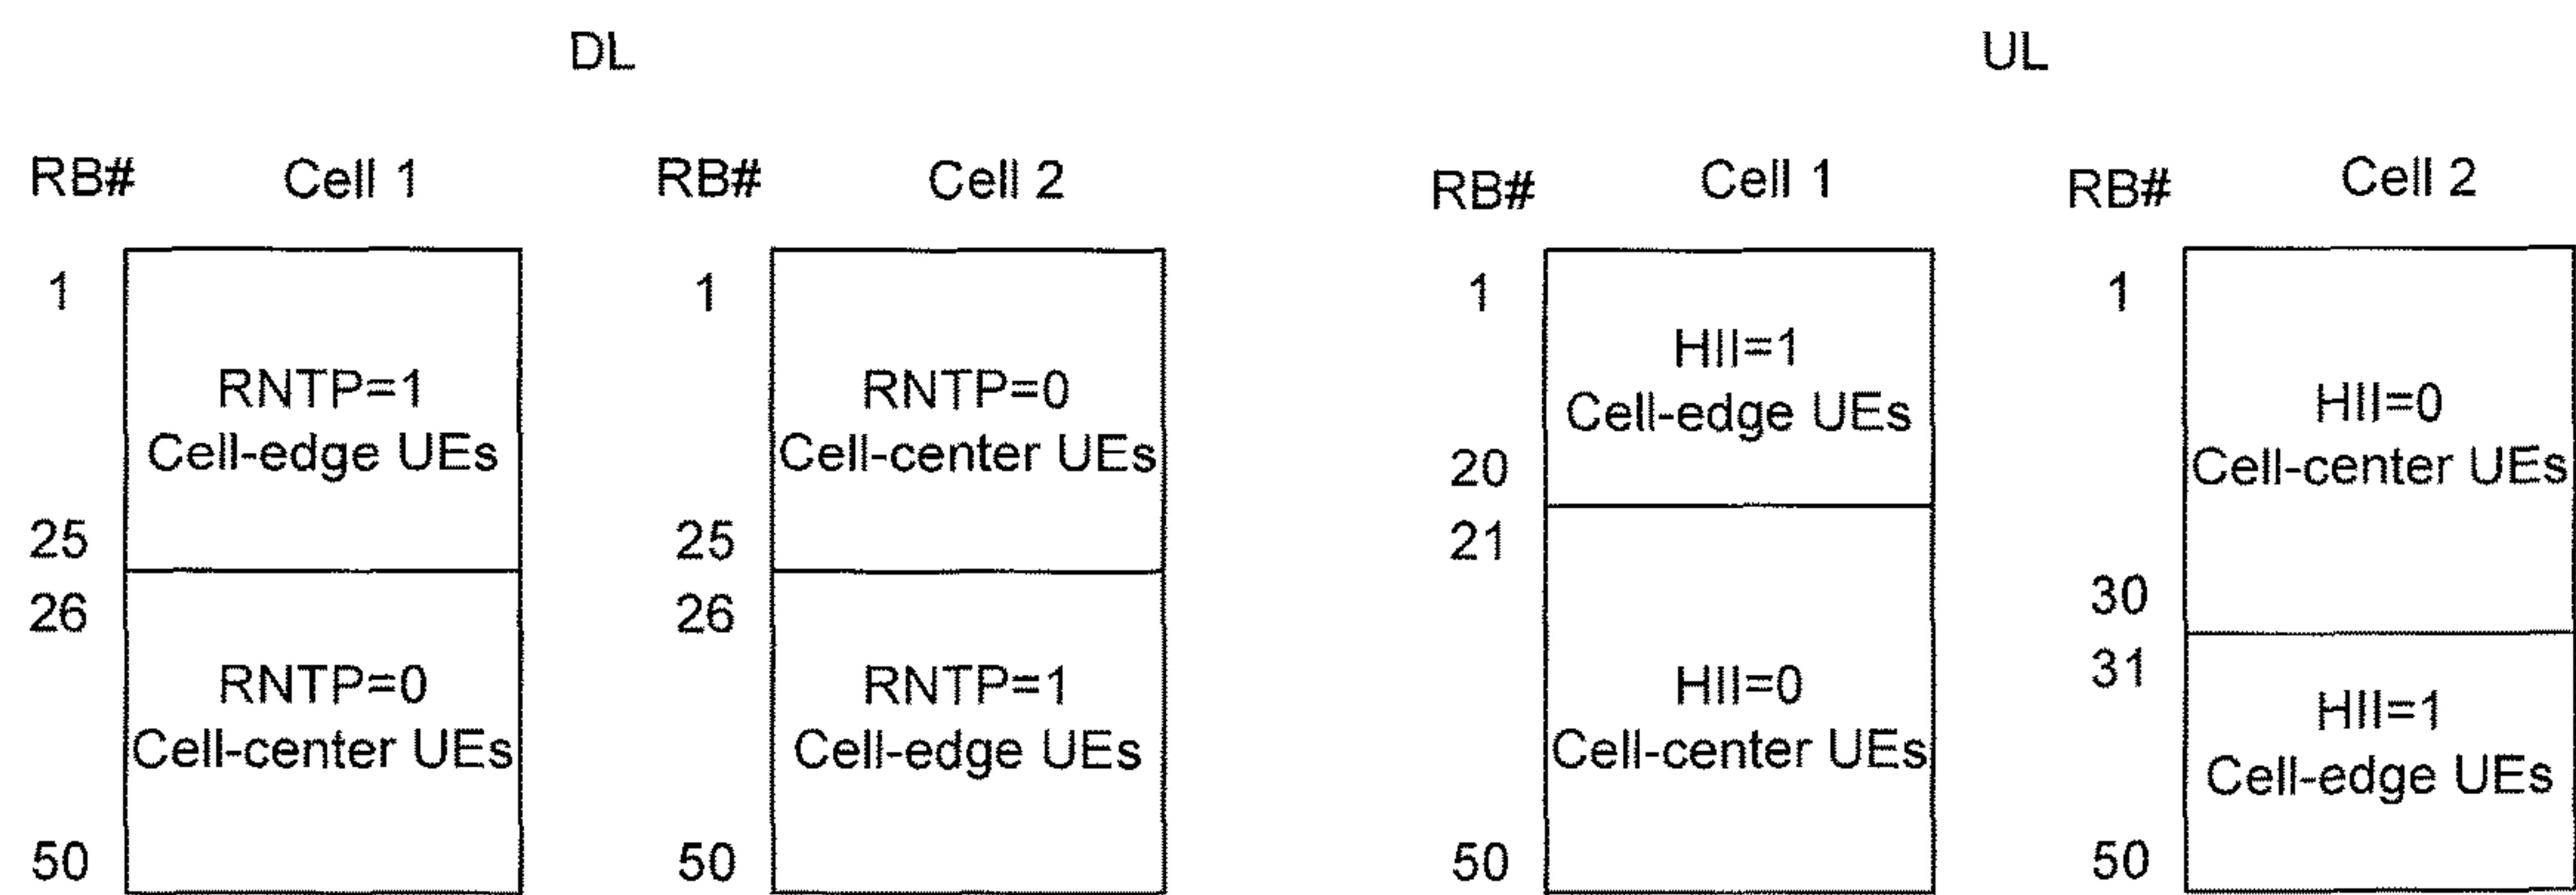 DL
UL
RB#
Cell 1
RB#
Cell 2
RB#
Cell 1
RB#
Cell 2
1
RNTP=1
Cell-edge UEs
25
26
RNTP=0
Cell-center UEs
50
1
RNTP=0
Cell-center UEs
25
26
RNTP=1
Cell-edge UEs
50
1
HII=1
Cell-edge UEs
20
21
HII=0
Cell-center UEs
50
1
HII=0
Cell-center UEs
30
31
HII=1
Cell-edge UEs
50